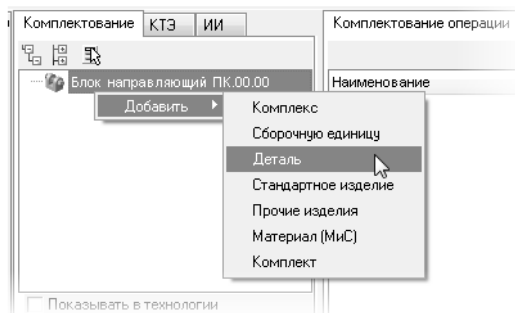 Комплектование КТЭ ИИ
Комплектование операции
Блок направляющий ПК.00.00
Наименование
Добавить
Комплекс
Сборочную единицу
Деталь
Стандартное изделие
Прочие изделия
Материал (МиС)
Комплект
Показывать в технологии